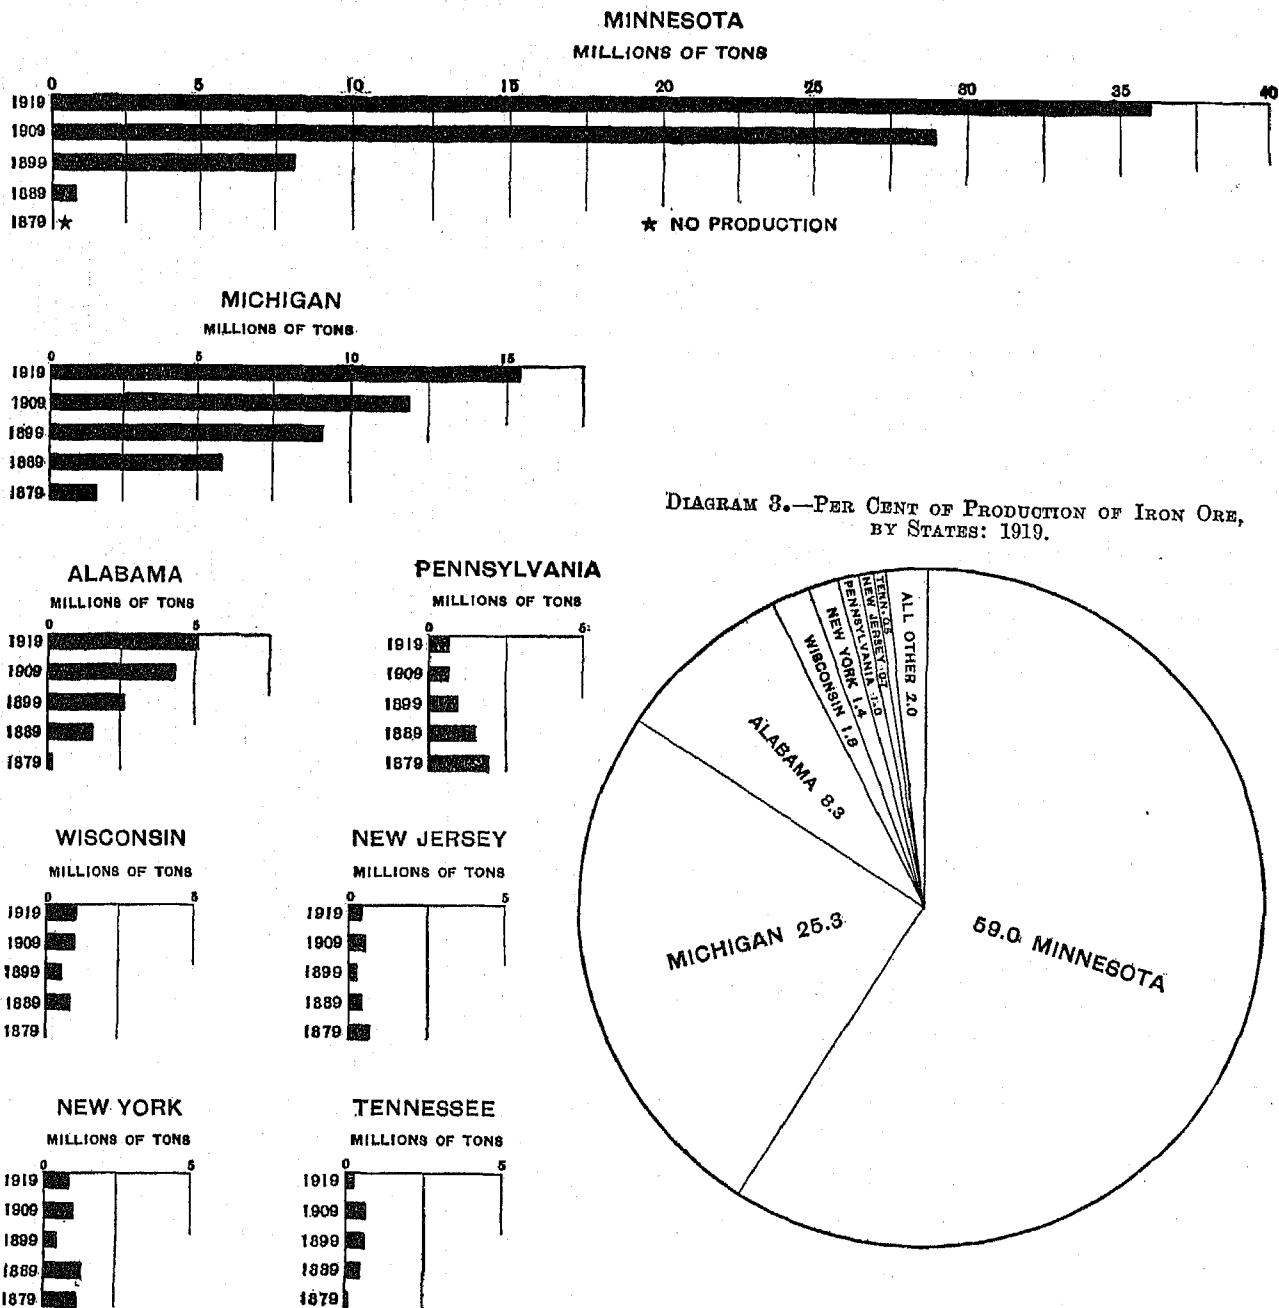 MINNESOTA
MILLIONS OF TONS
0 5 10 15 20 25 30 35 40
1919
1909
1899
1889
1879 ★
★ NO PRODUCTION
MICHIGAN
MILLIONS OF TONS
0 5 10 15
1919
1909
1899
1889
1879
ALABAMA
MILLIONS OF TONS
0 5
1919
1909
1899
1889
1879
PENNSYLVANIA
MILLIONS OF TONS
0 5
1919
1909
1899
1889
1879
WISCONSIN
MILLIONS OF TONS
0 5
1919
1909
1899
1889
1879
NEW JERSEY
MILLIONS OF TONS
0 5
1919
1909
1899
1889
1879
NEW YORK
MILLIONS OF TONS
0 5
1919
1909
1899
1889
1879
TENNESSEE
MILLIONS OF TONS
0 5
1919
1909
1899
1889
1879
DIAGRAM 3.—PER CENT OF PRODUCTION OF IRON ORE,
BY STATES: 1919.
ALL OTHER 2.0
TENN. 0.5
NEW JERSEY 0.7
PENNSYLVANIA 1.0
NEW YORK 1.4
WISCONSIN 1.8
ALABAMA 8.3
MICHIGAN 25.3
59.0 MINNESOTA